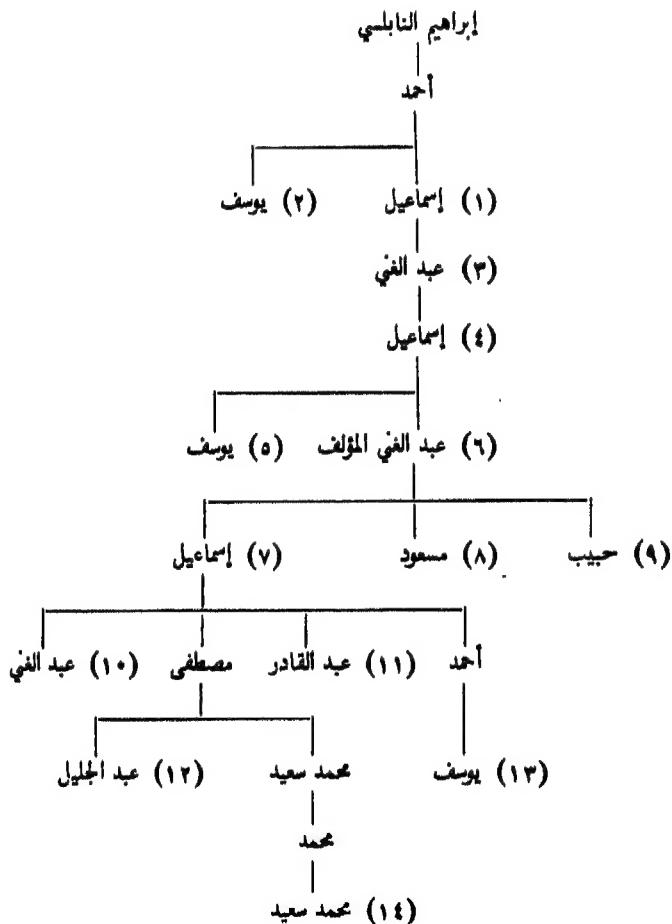 إبراهيم النابلسي
أحمد
(١) إسماعيل (٢) يوسف
(٣) عبد الغني
(٤) إسماعيل
(٦) عبد الغني المؤلف (٥) يوسف
(٩) حبيب (٨) مسعود (٧) إسماعيل
أحمد (١١) عبد القادر مصطفى (١٠) عبد الغني
(١٣) يوسف محمد سعيد (١٢) عبد الجليل
محمد
(١٤) محمد سعيد